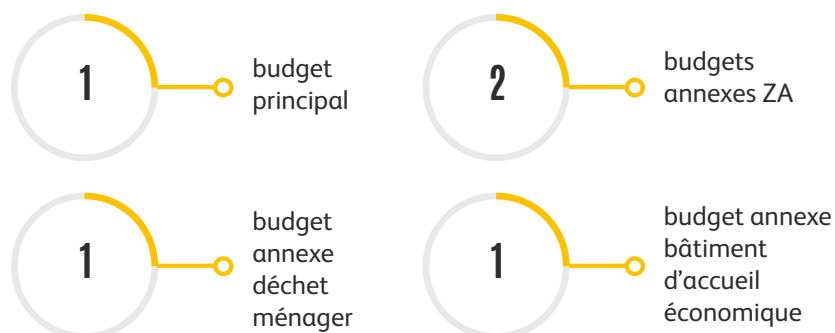 1
budget
principal
2
budgets
annexes ZA
1
budget
annexe
déchet
ménager
1
budget annexe
bâtiment
d'accueil
économique